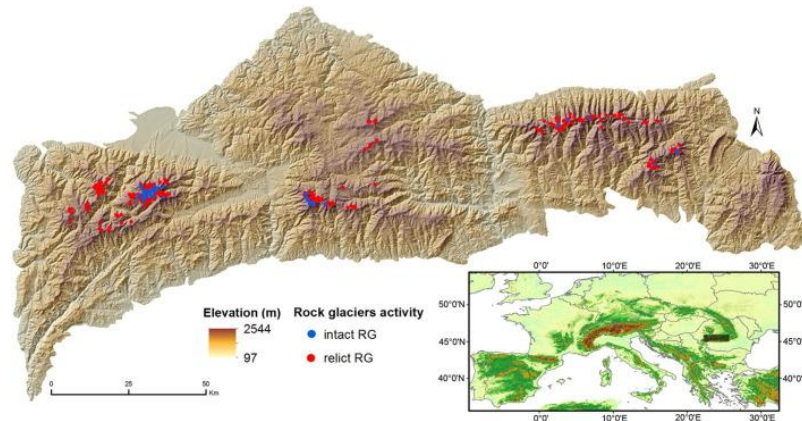 N
Elevation (m)
2544
97
Rock glaciers activity
intact RG
relict RG
0 25 50
Km
0°0' 10°0'E 20°0'E 30°0'E
50°0'N
45°0'N
40°0'N
50°0'N
45°0'N
40°0'N
0°0' 10°0'E 20°0'E 30°0'E